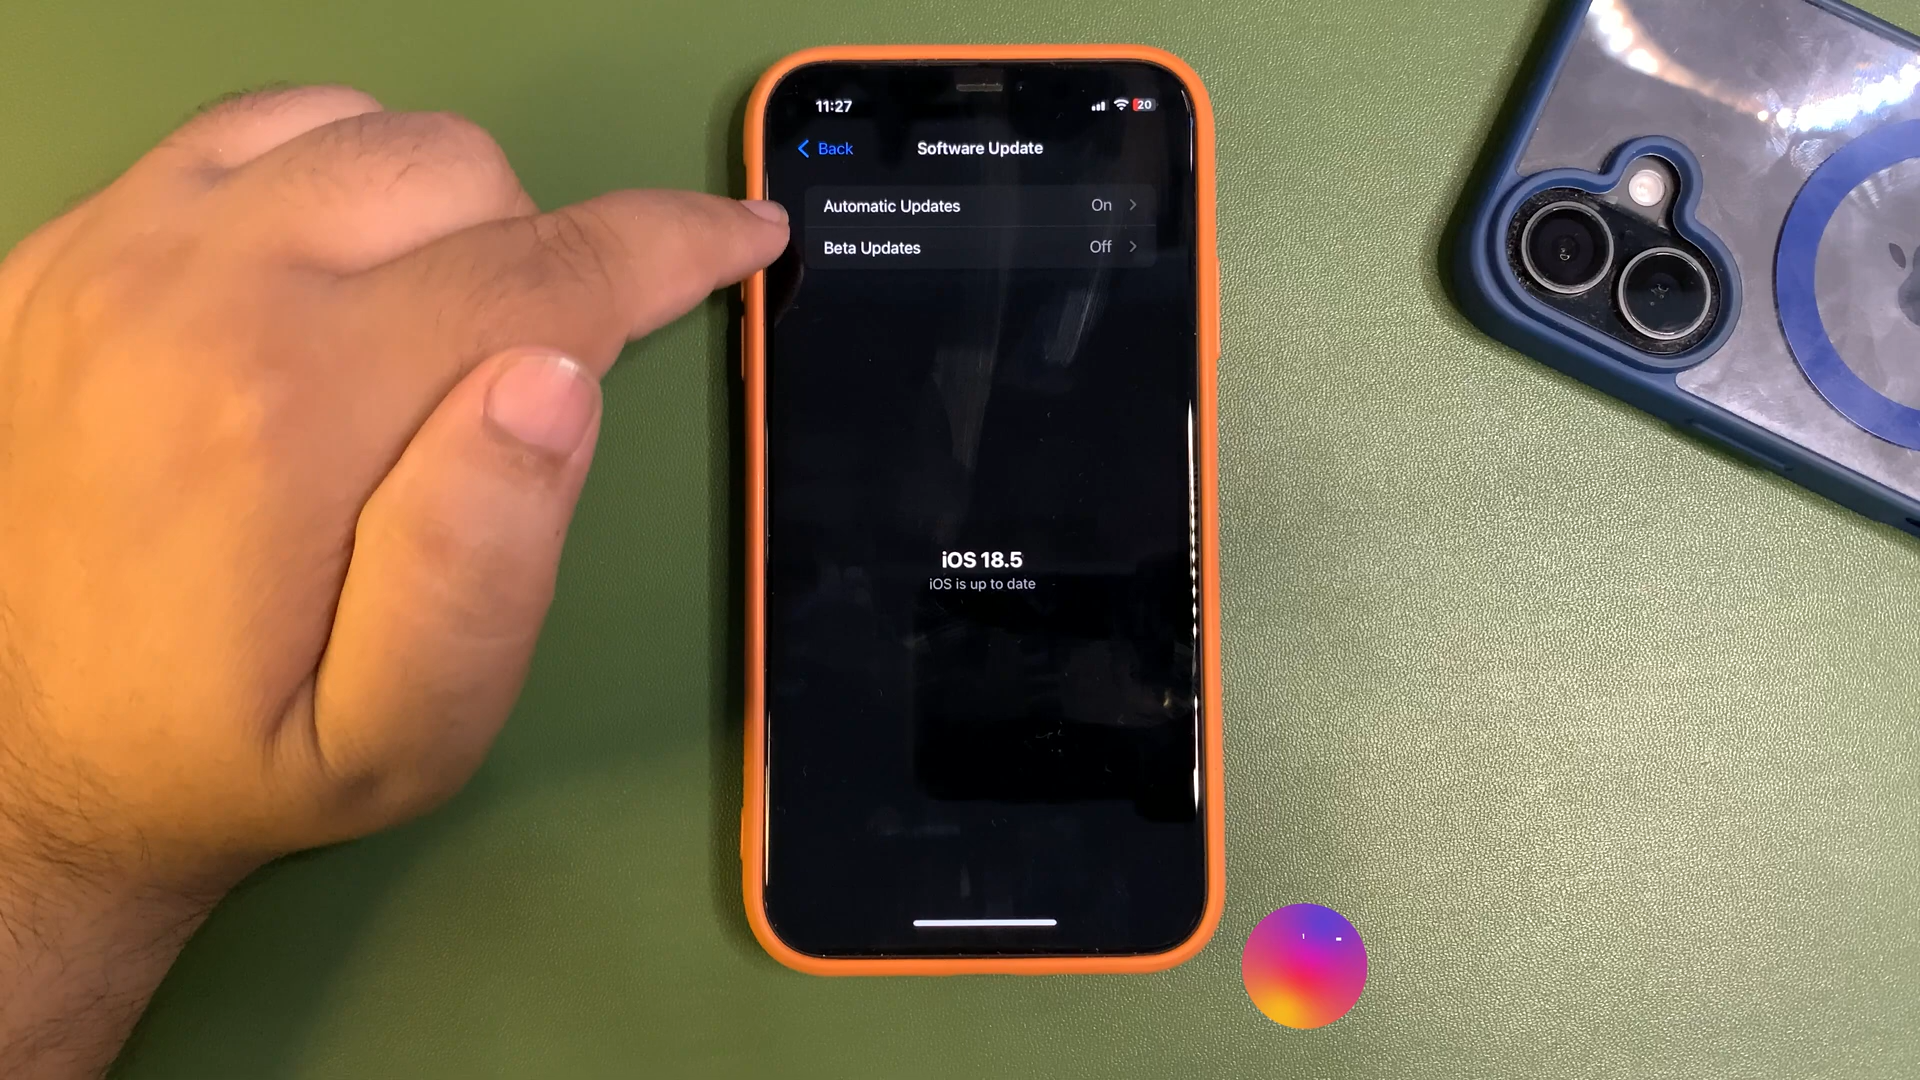 11:27 20
Back Software Update
Automatic Updates On
Beta Updates Off
iOS 18.5
iOS is up to date